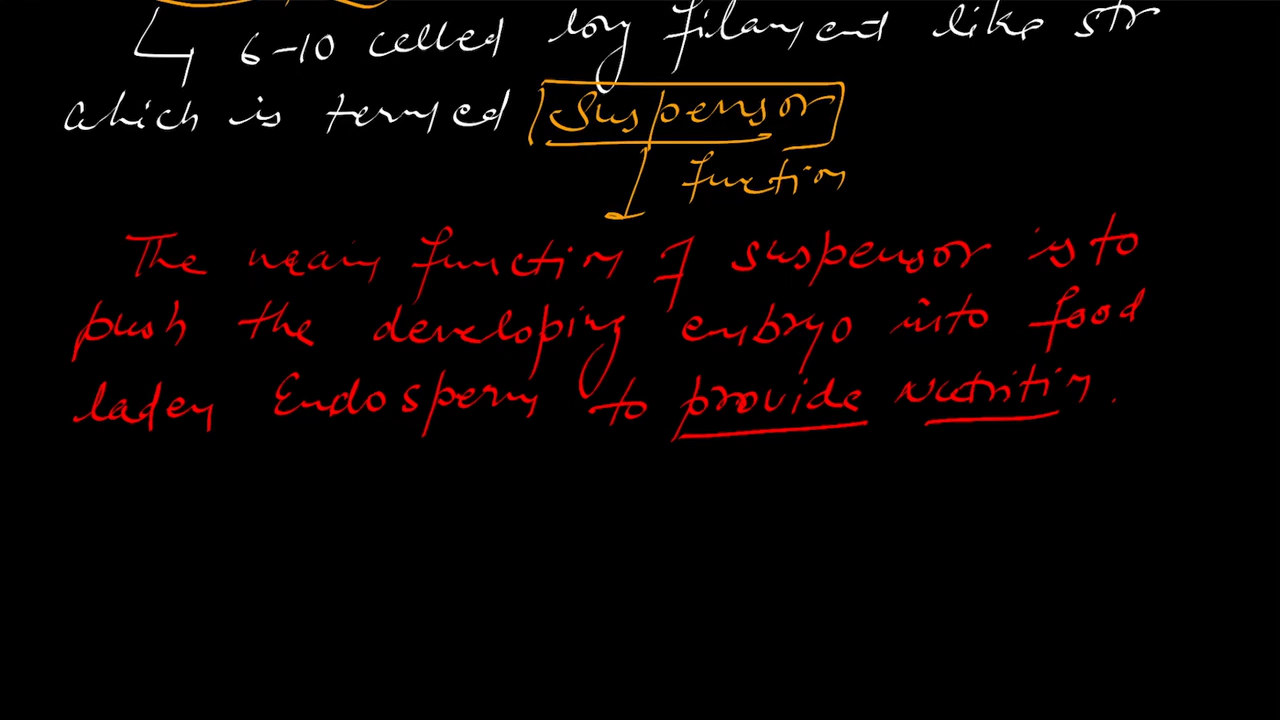 ↳ 6-10 celled long filament like str
which is termed Suspensor
function
The main function of suspensor is to
push the developing embryo into food
laden Endosperm to provide Nutrition.